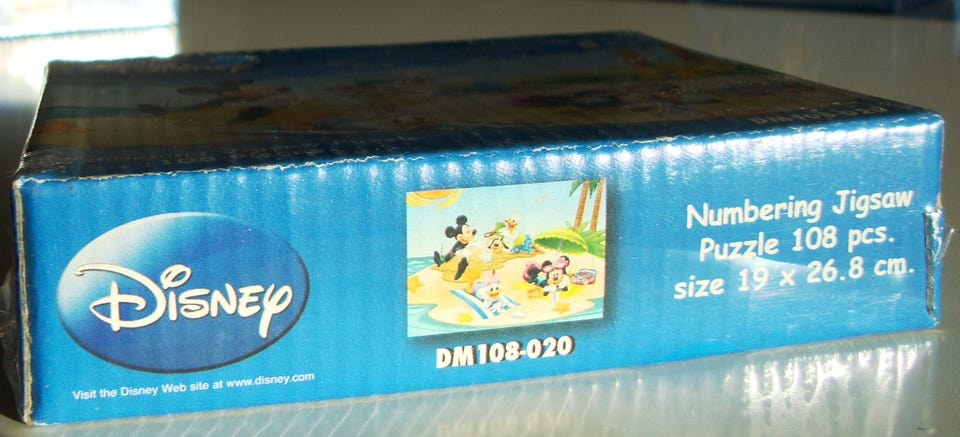 Disney
Visit the Disney Web site at www.disney.com
DM108-020
Numbering Jigsaw
Puzzle 108 pcs.
size 19 x 26.8 cm.